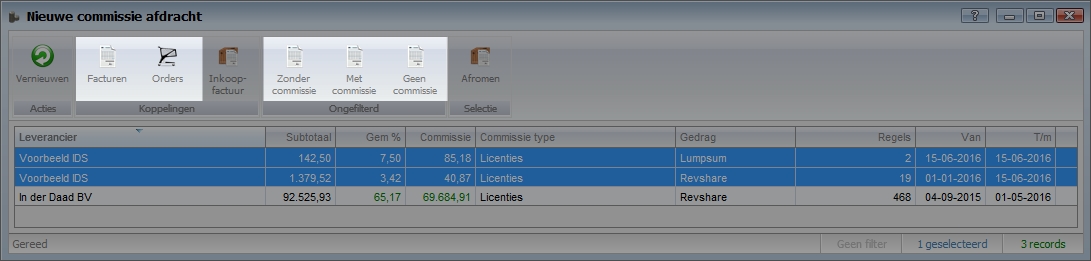 Nieuwe commissie afdracht
?
Vernieuwen
Facturen
Orders
Inkoop-
factuur
Zonder
commissie
Met
commissie
Geen
commissie
Afromen
Acties
Koppelingen
Ongefilterd
Selectie
Leverancier Subtotaal Gem % Commissie Commissie type Gedrag Regels Van T/m
Voorbeeld IDS 142,50 7,50 85,18 Licenties Lumpsum 2 15-06-2016 15-06-2016
Voorbeeld IDS 1.379,52 3,42 40,87 Licenties Revshare 19 01-01-2016 15-06-2016
In der Daad BV 92.525,93 65,17 69.684,91 Licenties Revshare 468 04-09-2015 01-05-2016
Gereed Geen filter 1 geselecteerd 3 records